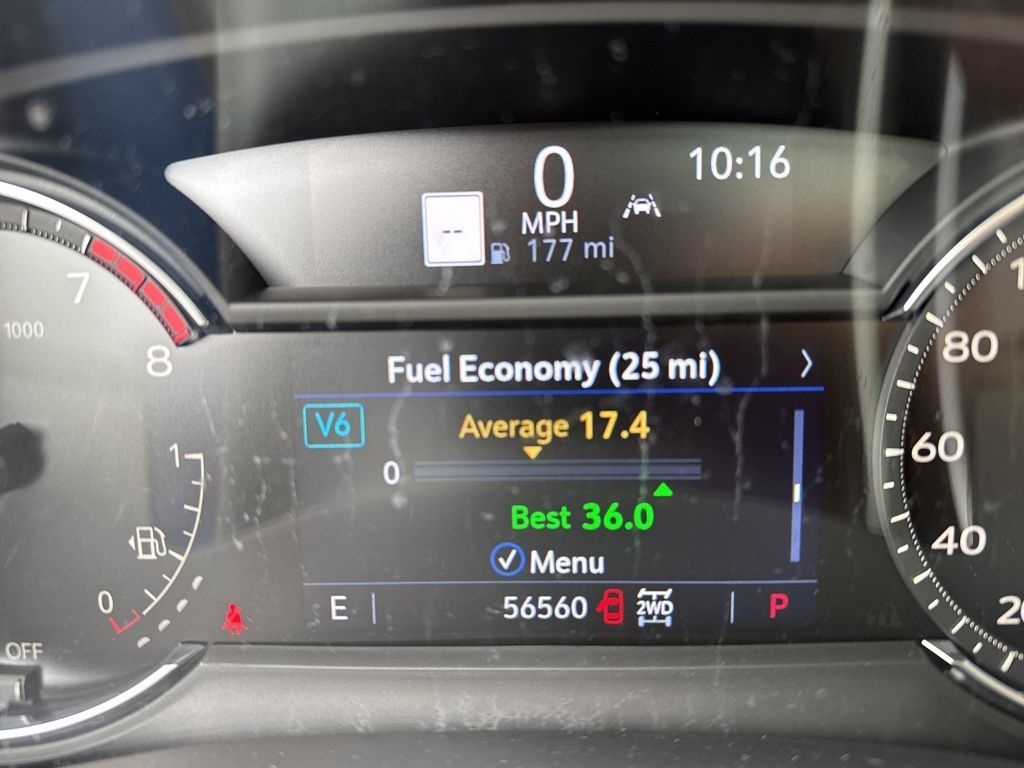 0
10:16
MPH
--
177 mi
7
1000
8
Fuel Economy (25 mi)
V6
Average 17.4
0
Best 36.0
Menu
E
56560
2WD
P
1
0
OFF
80
60
40